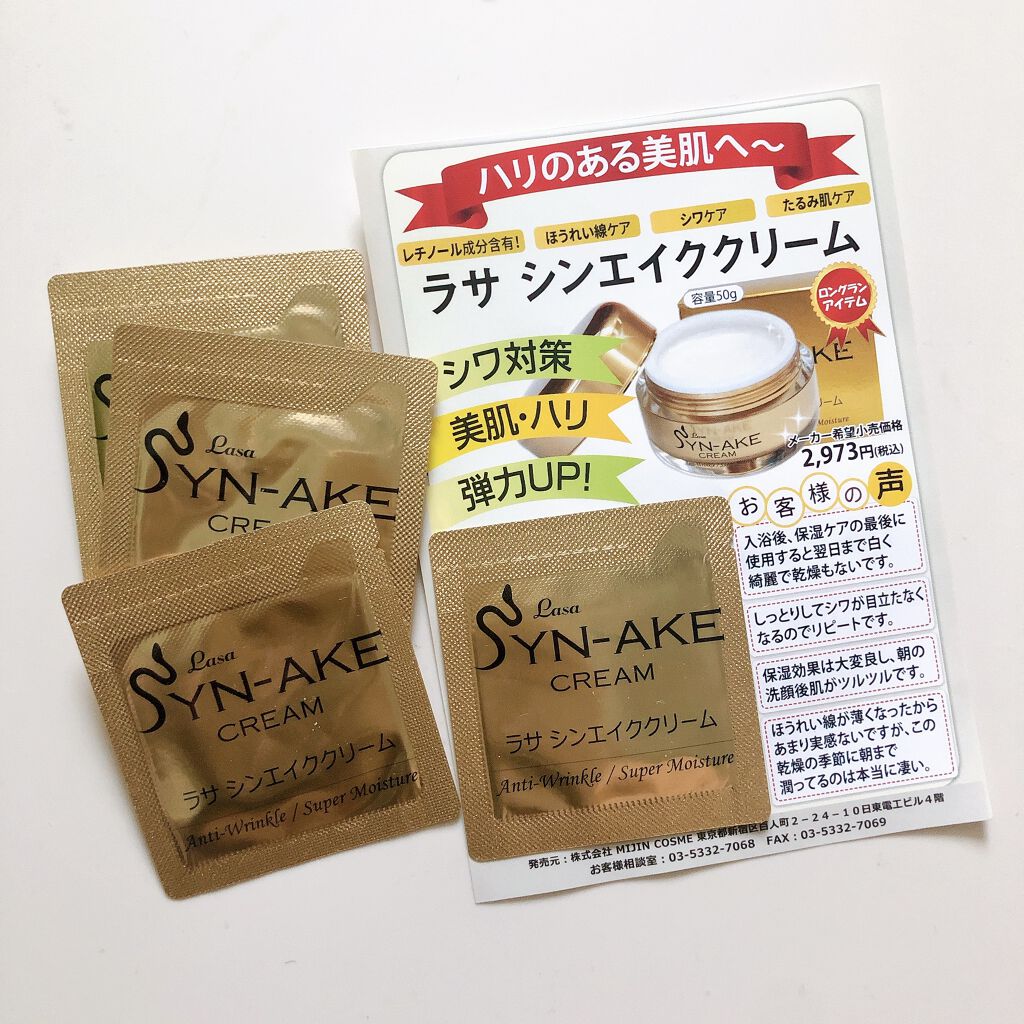 ハリのある美肌へ～
レチノール成分含有！
ほうれい線ケア
シワケア
たるみ肌ケア
ラサ シンエイククリーム
容量50g
ロングラン
アイテム
シワ対策
美肌・ハリ
弾力UP!
Lasa
SYN-AKE
CREAM
AKE
リーム
Moisture
メーカー希望小売価格
2,973円(税込)
お客様の声
入浴後、保湿ケアの最後に
使用すると翌日まで白く
綺麗で乾燥もないです。
しっとりしてシワが目立たなく
なるのでリピートです。
保湿効果は大変良し、朝の
洗顔後肌がツルツルです。
ほうれい線が薄くなったから
あまり実感ないですが、この
乾燥の季節に朝まで
潤ってるのは本当に凄い。
発売元：株式会社 MIJIN COSME 東京都新宿区百人町２－２４－１０日東電工ビル４階
お客様相談室：03-5332-7068 FAX：03-5332-7069
Lasa
SYN-AKE
CREAM
Lasa
SYN-AKE
CREAM
ラサ シンエイククリーム
Anti-Wrinkle / Super Moisture
Lasa
SYN-AKE
CREAM
ラサ シンエイククリーム
Anti-Wrinkle / Super Moisture